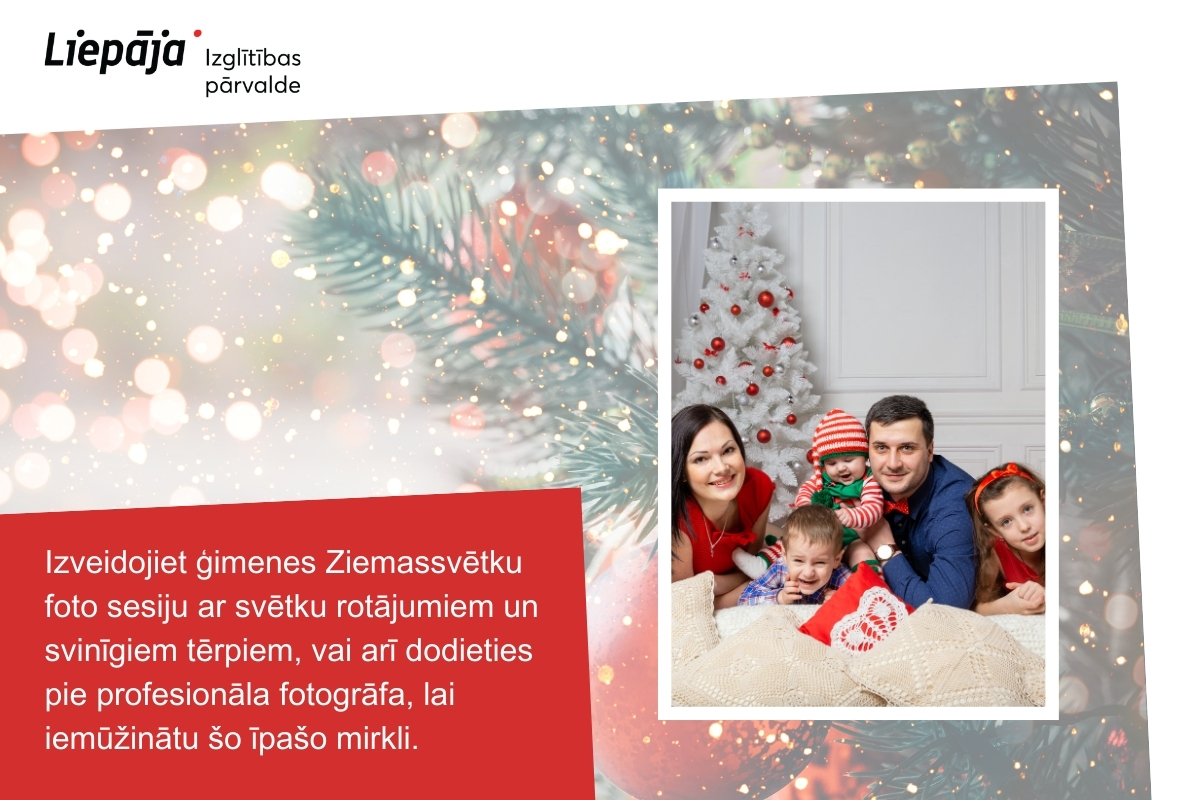 Liepāja
Izglītības
pārvalde
Izveidojiet ģimenes Ziemassvētku
foto sesiju ar svētku rotājumiem un
svinīgiem tērpiem, vai arī dodieties
pie profesionāla fotogrāfa, lai
iemūžinātu šo īpašo mirkli.